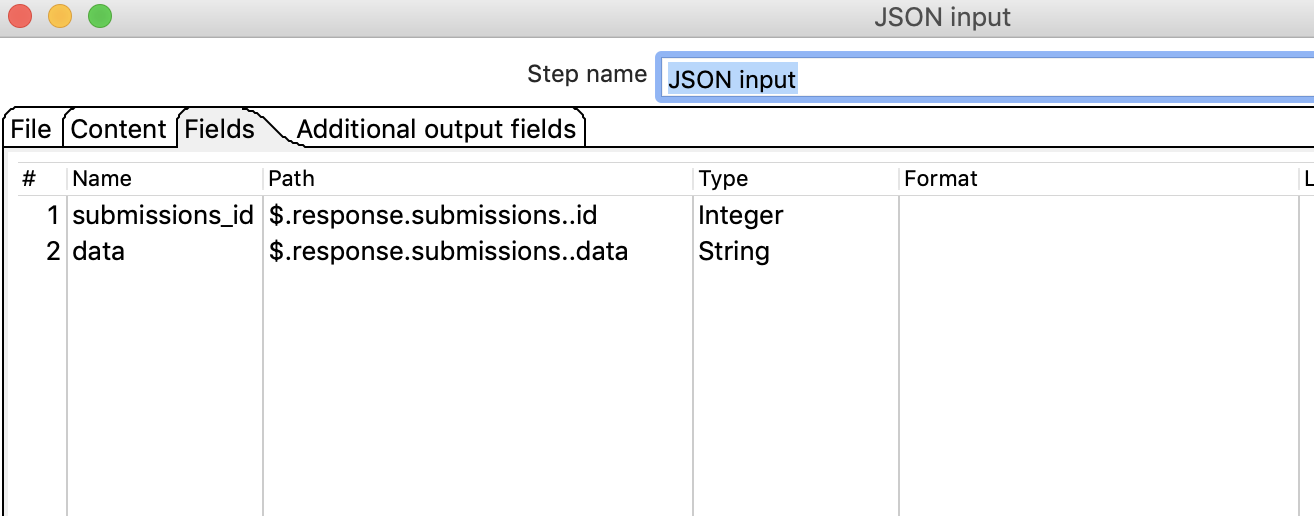 JSON input
Step name JSON input
File Content Fields Additional output fields
# Name Path Type Format L
1 submissions_id $.response.submissions..id Integer
2 data $.response.submissions..data String